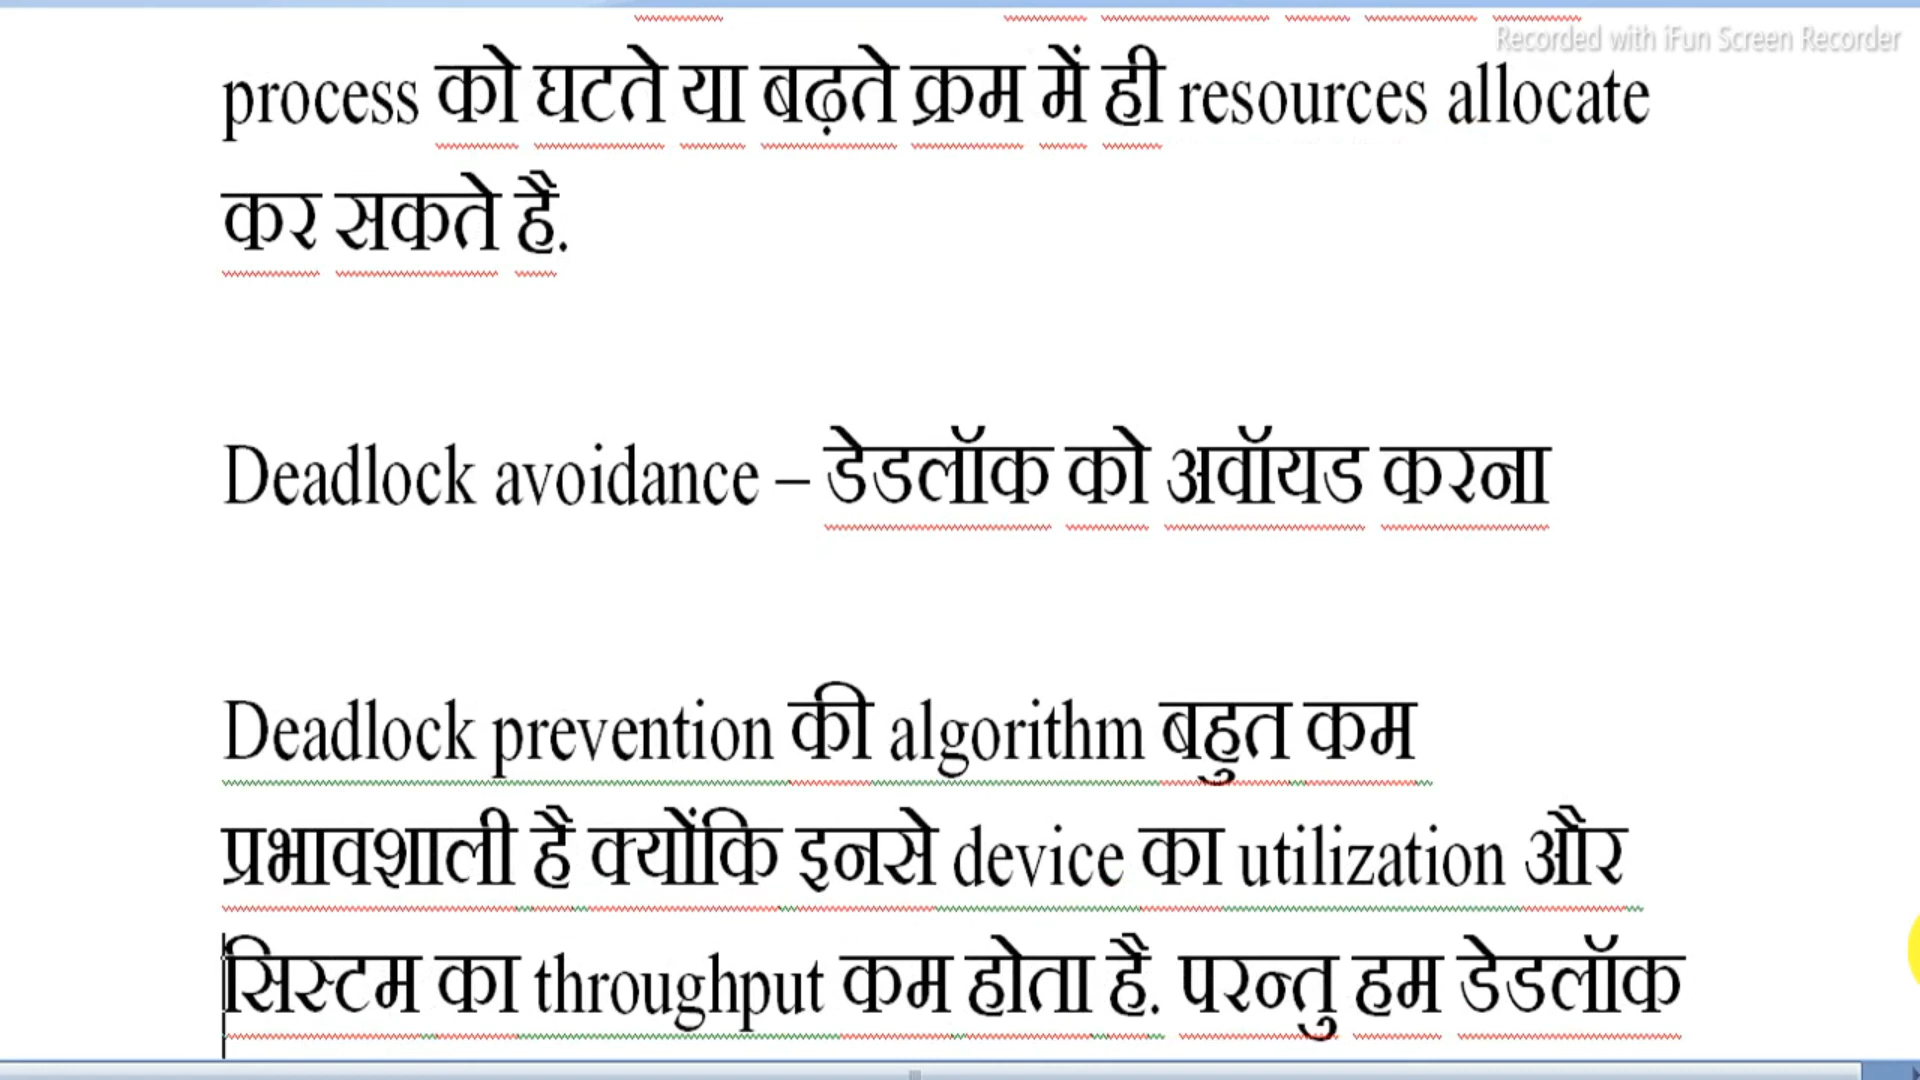 Recorded with iFun Screen Recorder
process को घटते या बढ़ते क्रम में ही resources allocate
कर सकते है.
Deadlock avoidance – डेडलॉक को अवॉयड करना
Deadlock prevention की algorithm बहुत कम
प्रभावशाली है क्योंकि इनसे device का utilization और
सिस्टम का throughput कम होता है. परन्तु हम डेडलॉक